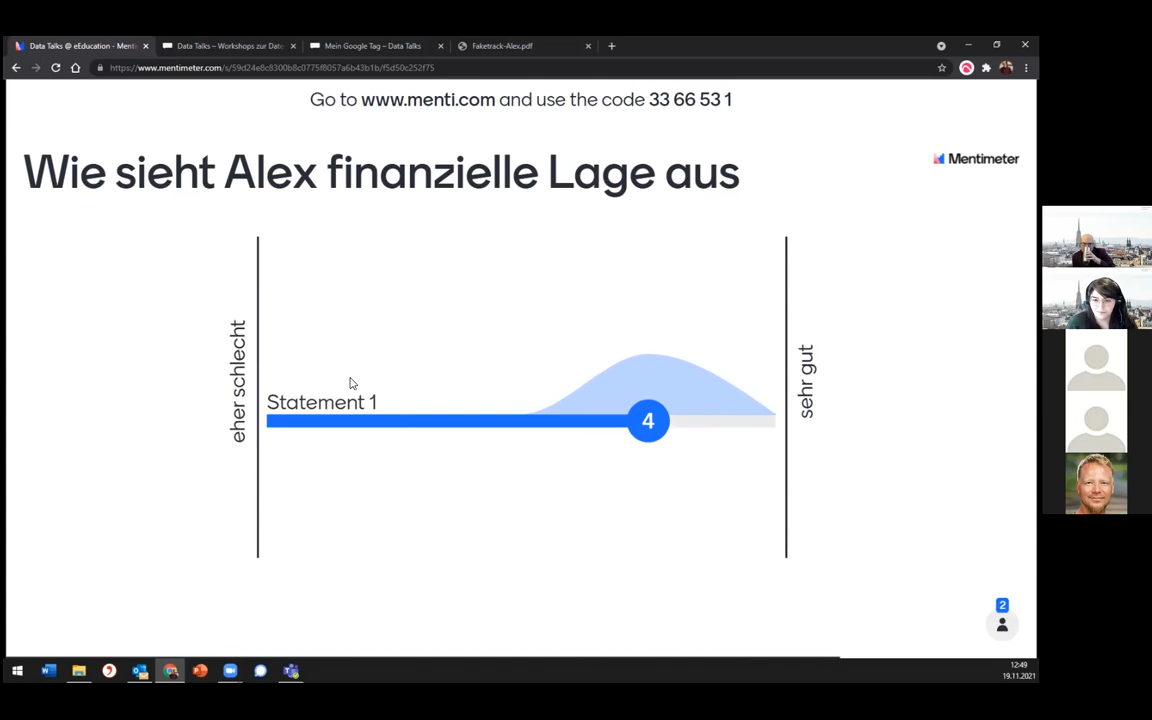 Data Talks @ eEducation - Menti
Data Talks – Workshops zur Date
Mein Google Tag – Data Talks
Faketrack-Alex.pdf
https://www.mentimeter.com/s/59d24e8c8300b8c0775f8057a6b43b1b/f5d50c252f75
Go to www.menti.com and use the code 33 66 53 1
Wie sieht Alex finanzielle Lage aus
Mentimeter
eher schlecht
Statement 1
4
sehr gut
2
12:49
19.11.2021